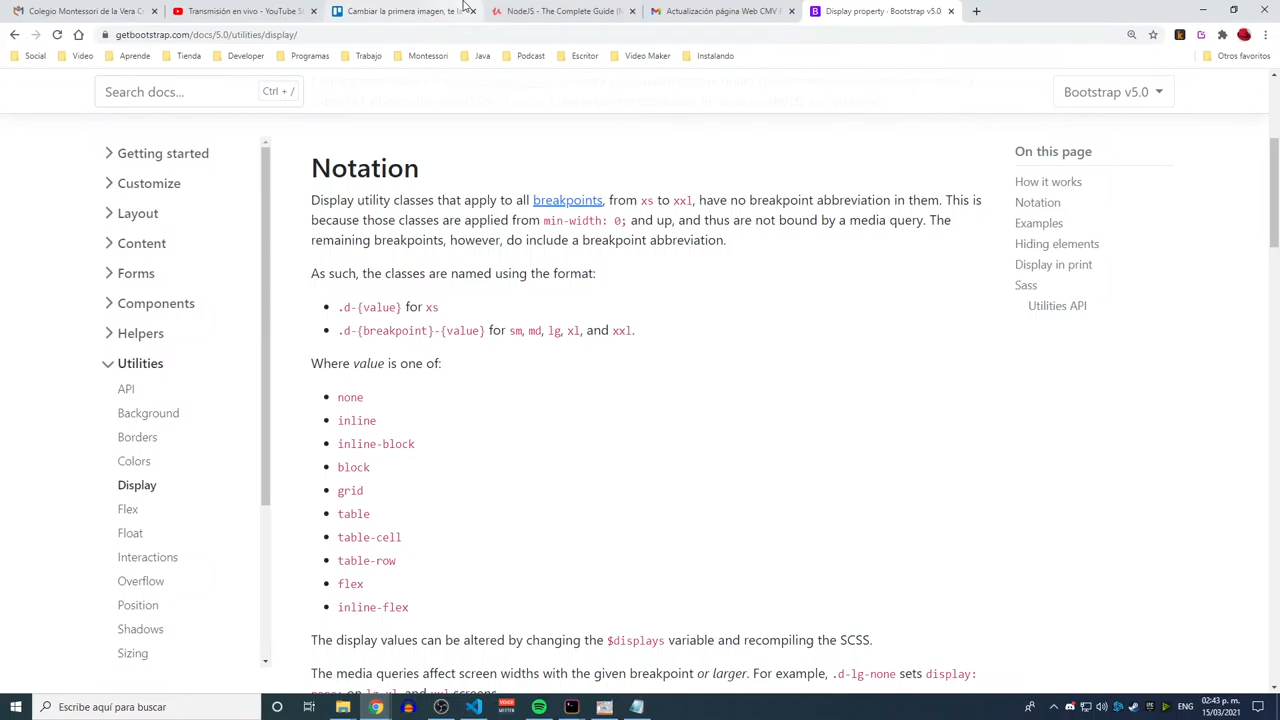 Colegio Montessori de la Vera C
Transmisión en vivo - YouTube S
Cambiar la primera imagen, te
NodeJS - The Complete Guide (
Actualización página Web CMV
Display property · Bootstrap v5.0
getbootstrap.com/docs/5.0/utilities/display/
Social
Video
Aprende
Tienda
Developer
Programas
Trabajo
Montessori
Java
Podcast
Escritor
Video Maker
Instalando
Otros favoritos
Search docs...
Ctrl + /
Bootstrap v5.0
Getting started
Customize
Layout
Content
Forms
Components
Helpers
Utilities
API
Background
Borders
Colors
Display
Flex
Float
Interactions
Overflow
Position
Shadows
Sizing
Notation
Display utility classes that apply to all breakpoints, from xs to xxl, have no breakpoint abbreviation in them. This is
because those classes are applied from min-width: 0; and up, and thus are not bound by a media query. The
remaining breakpoints, however, do include a breakpoint abbreviation.
As such, the classes are named using the format:
.d-{value} for xs
.d-{breakpoint}-{value} for sm, md, lg, xl, and xxl.
Where value is one of:
none
inline
inline-block
block
grid
table
table-cell
table-row
flex
inline-flex
The display values can be altered by changing the $displays variable and recompiling the SCSS.
The media queries affect screen widths with the given breakpoint or larger. For example, .d-lg-none sets display:
none; on lg, xl, and xxl screens.
On this page
How it works
Notation
Examples
Hiding elements
Display in print
Sass
Utilities API
Escribe aquí para buscar
ENG
02:43 p. m.
15/03/2021